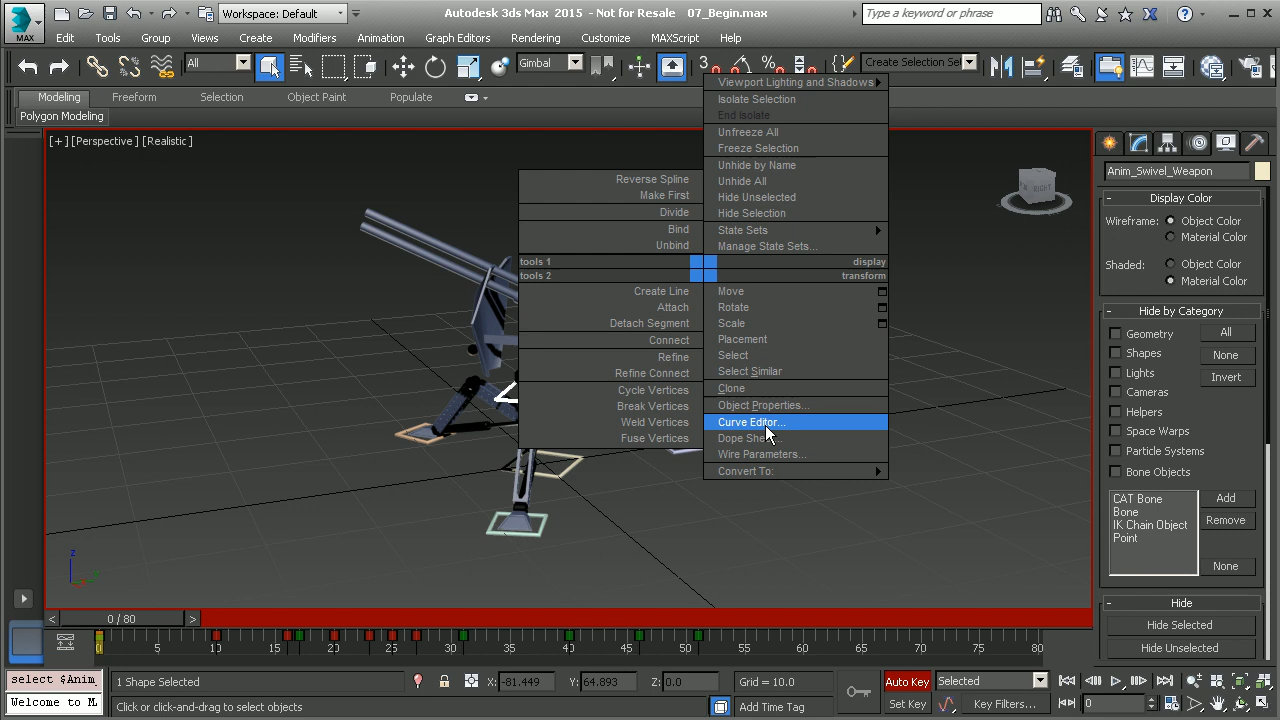 MAX
Workspace: Default
Autodesk 3ds Max 2015 - Not for Resale 07_Begin.max
Type a keyword or phrase
Edit Tools Group Views Create Modifiers Animation Graph Editors Rendering Customize MAXScript Help
All
Gimbal
Create Selection Se
Modeling Freeform Selection Object Paint Populate
Polygon Modeling
[+][Perspective][Realistic]
RIGHT
Viewport Lighting and Shadows
Isolate Selection
End Isolate
Unfreeze All
Freeze Selection
Unhide by Name
Unhide All
Hide Unselected
Hide Selection
State Sets
Manage State Sets...
Reverse Spline
Make First
Divide
Bind
Unbind
tools 1 display
tools 2 transform
Create Line
Attach
Detach Segment
Connect
Refine
Refine Connect
Cycle Vertices
Break Vertices
Weld Vertices
Fuse Vertices
Move
Rotate
Scale
Placement
Select
Select Similar
Clone
Object Properties...
Curve Editor...
Dope She
Wire Parameters...
Convert To:
Anim_Swivel_Weapon
- Display Color
Wireframe: Object Color
Material Color
Shaded: Object Color
Material Color
- Hide by Category
Geometry All
Shapes None
Lights Invert
Cameras
Helpers
Space Warps
Particle Systems
Bone Objects
CAT Bone
Bone
IK Chain Object
Point
Add
Remove
None
- Hide
Hide Selected
Hide Unselected
z
< 0 / 80 >
0 5 10 15 20 25 30 35 40 45 50 55 60 65 70 75 80
select $Anim_
Welcome to M
1 Shape Selected
X: -81.449 Y: 64.893 Z: 0.0 Grid = 10.0
Auto Key Selected
Click or click-and-drag to select objects
Add Time Tag
Set Key Key Filters... 0